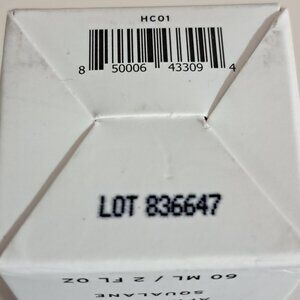 HC01
8 50006 43309 4
LOT 836647
SQUALANE
60 ML / 2 FL OZ